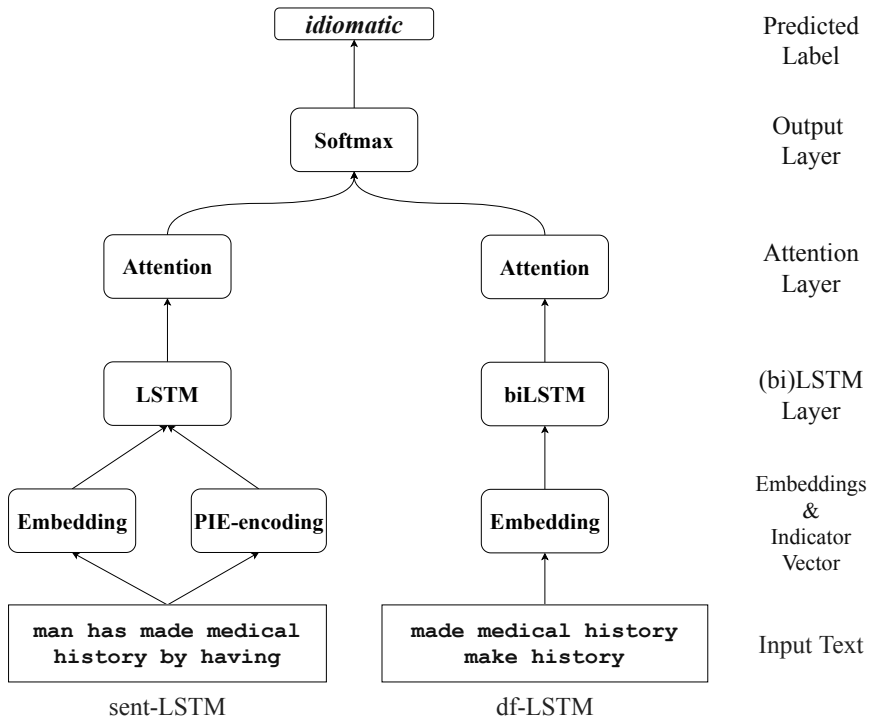 idiomatic
Predicted
Label
Softmax
Output
Layer
Attention
Attention
Attention
Layer
LSTM
biLSTM
(bi)LSTM
Layer
Embedding
PIE-encoding
Embedding
Embeddings
&
Indicator
Vector
man has made medical
history by having
made medical history
make history
Input Text
sent-LSTM
df-LSTM